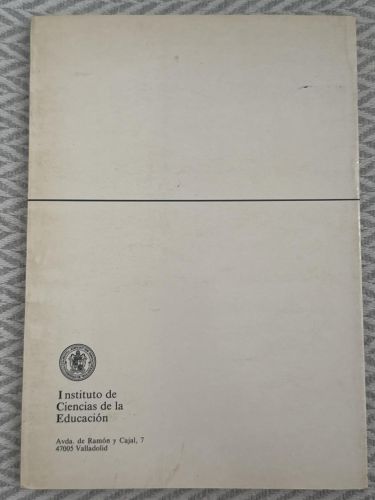 Instituto de
Ciencias de la
Educación
Avda. de Ramón y Cajal, 7
47005 Valladolid